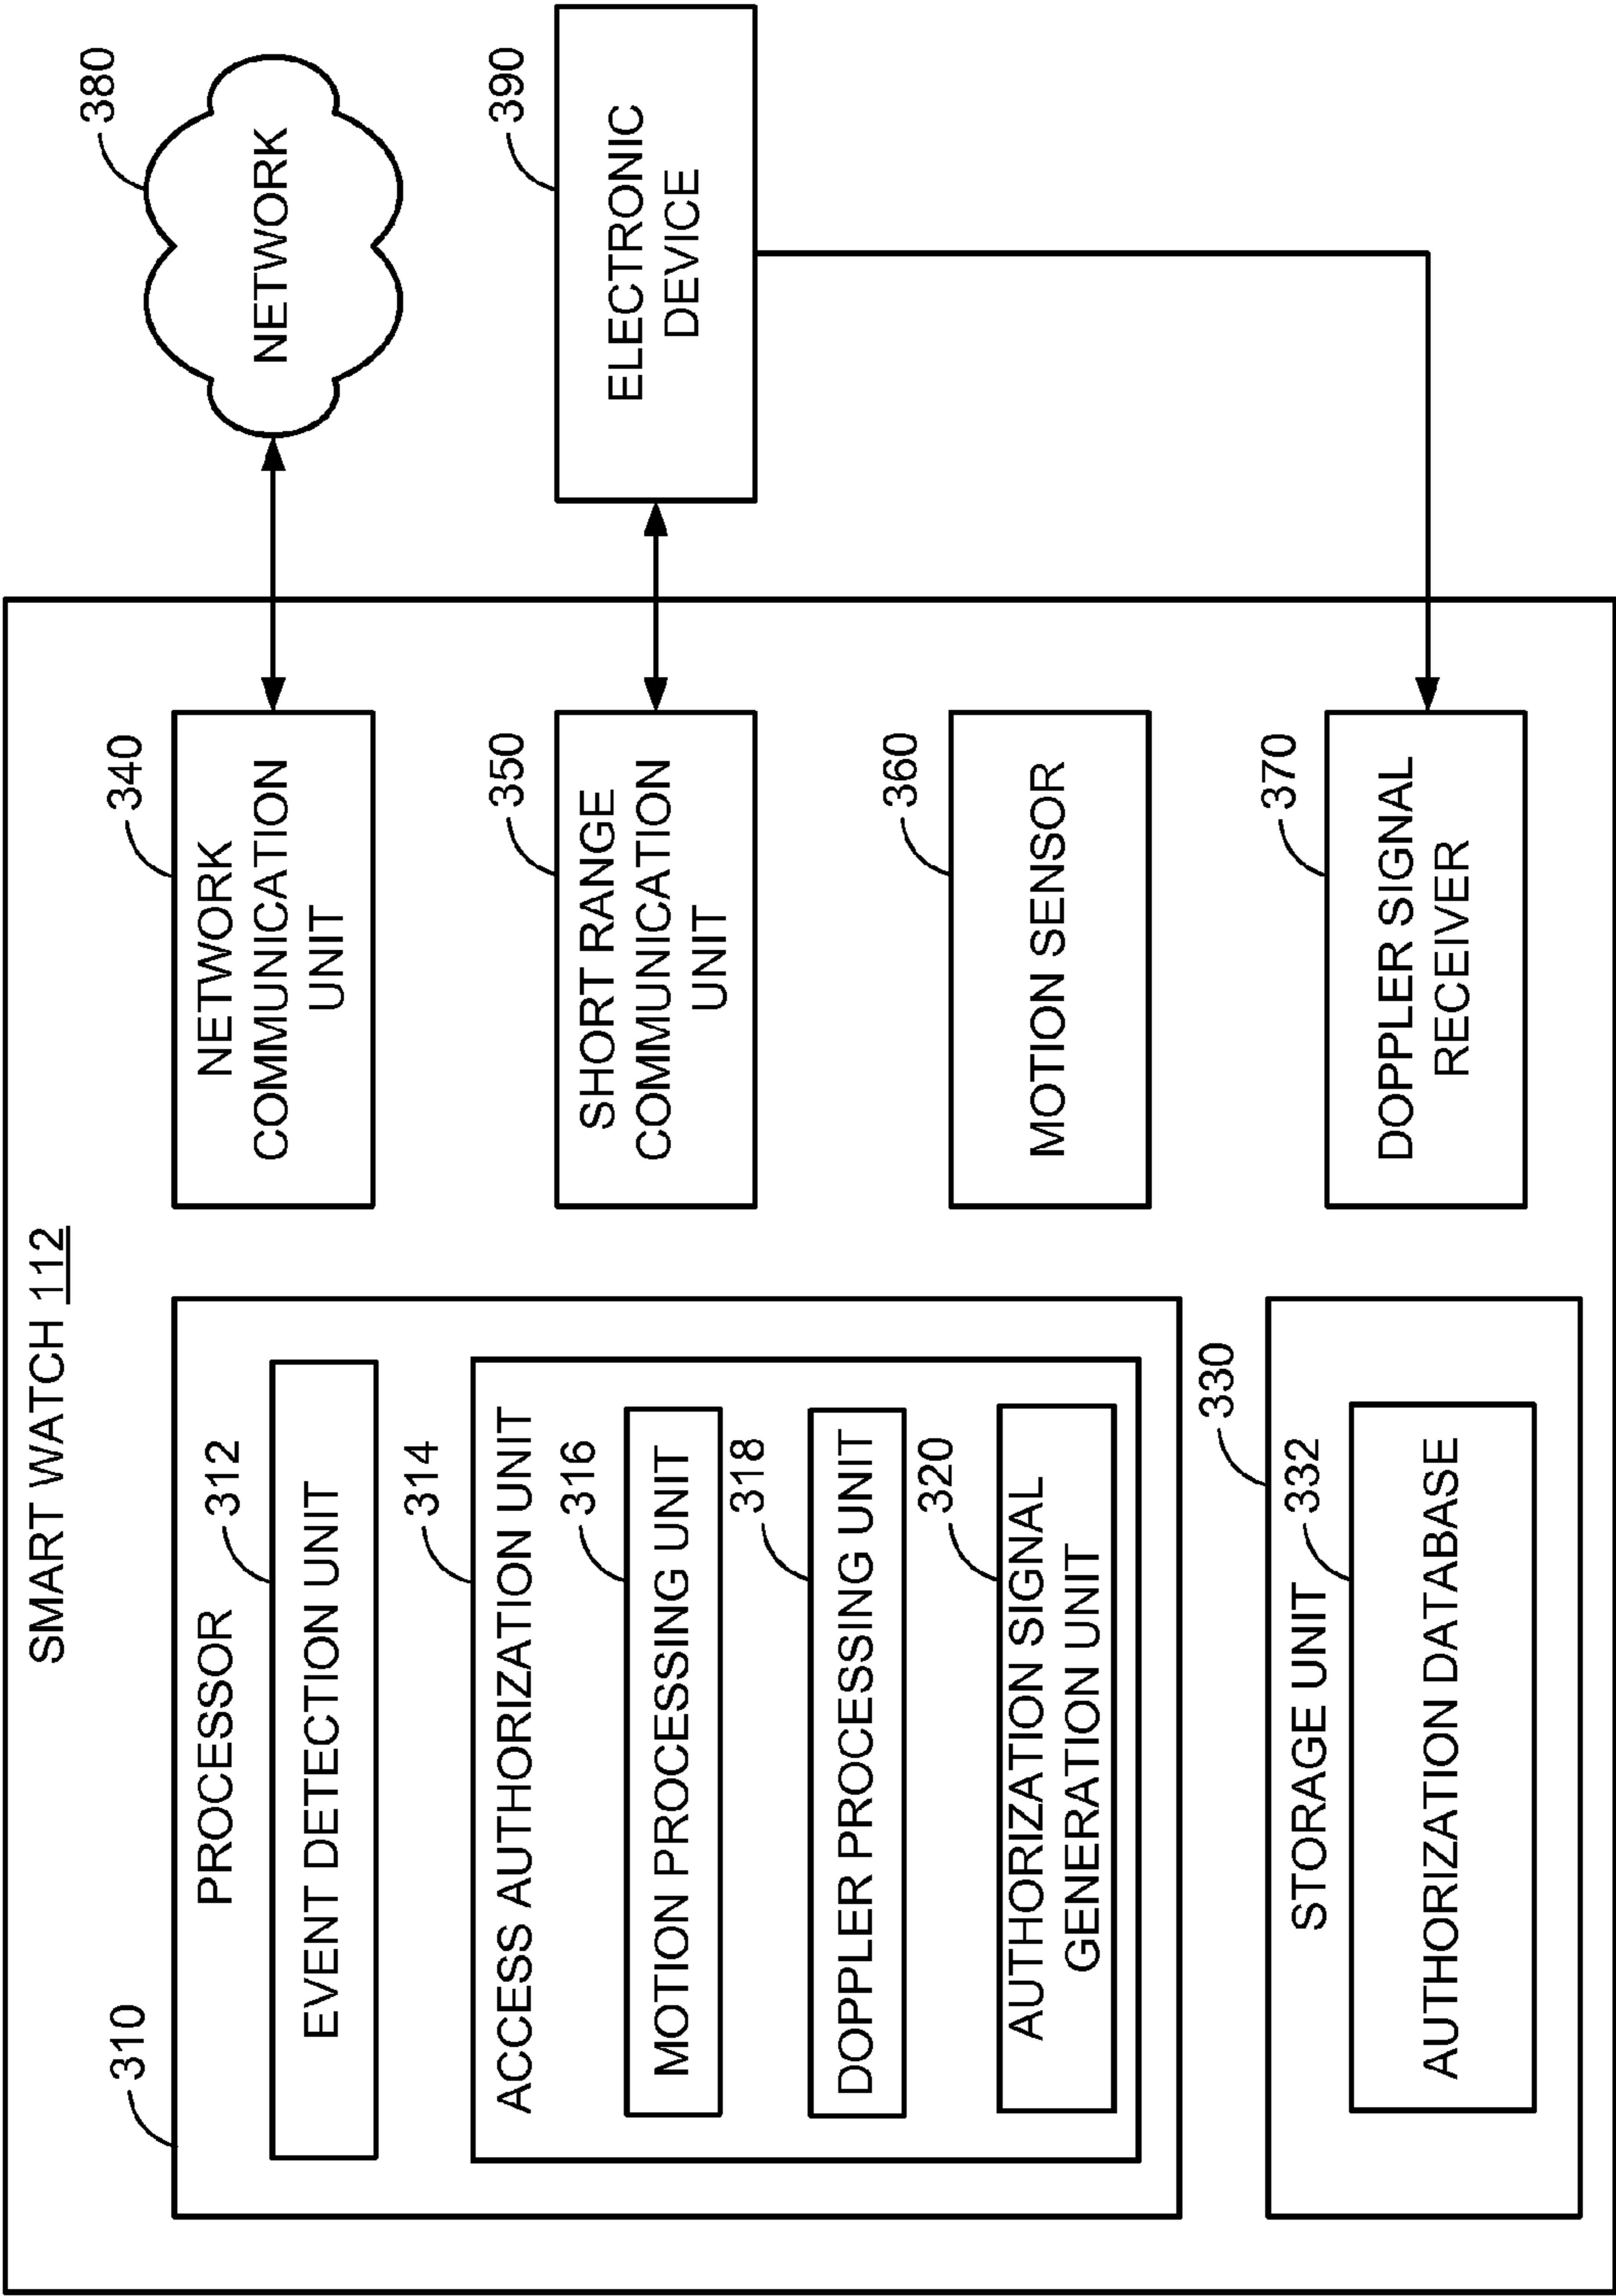 SMART WATCH 112
310
PROCESSOR
312
EVENT DETECTION UNIT
314
ACCESS AUTHORIZATION UNIT
316
MOTION PROCESSING UNIT
318
DOPPLER PROCESSING UNIT
320
AUTHORIZATION SIGNAL
GENERATION UNIT
330
STORAGE UNIT
332
AUTHORIZATION DATABASE
340
NETWORK
COMMUNICATION
UNIT
350
SHORT RANGE
COMMUNICATION
UNIT
360
MOTION SENSOR
370
DOPPLER SIGNAL
RECEIVER
380
NETWORK
390
ELECTRONIC
DEVICE